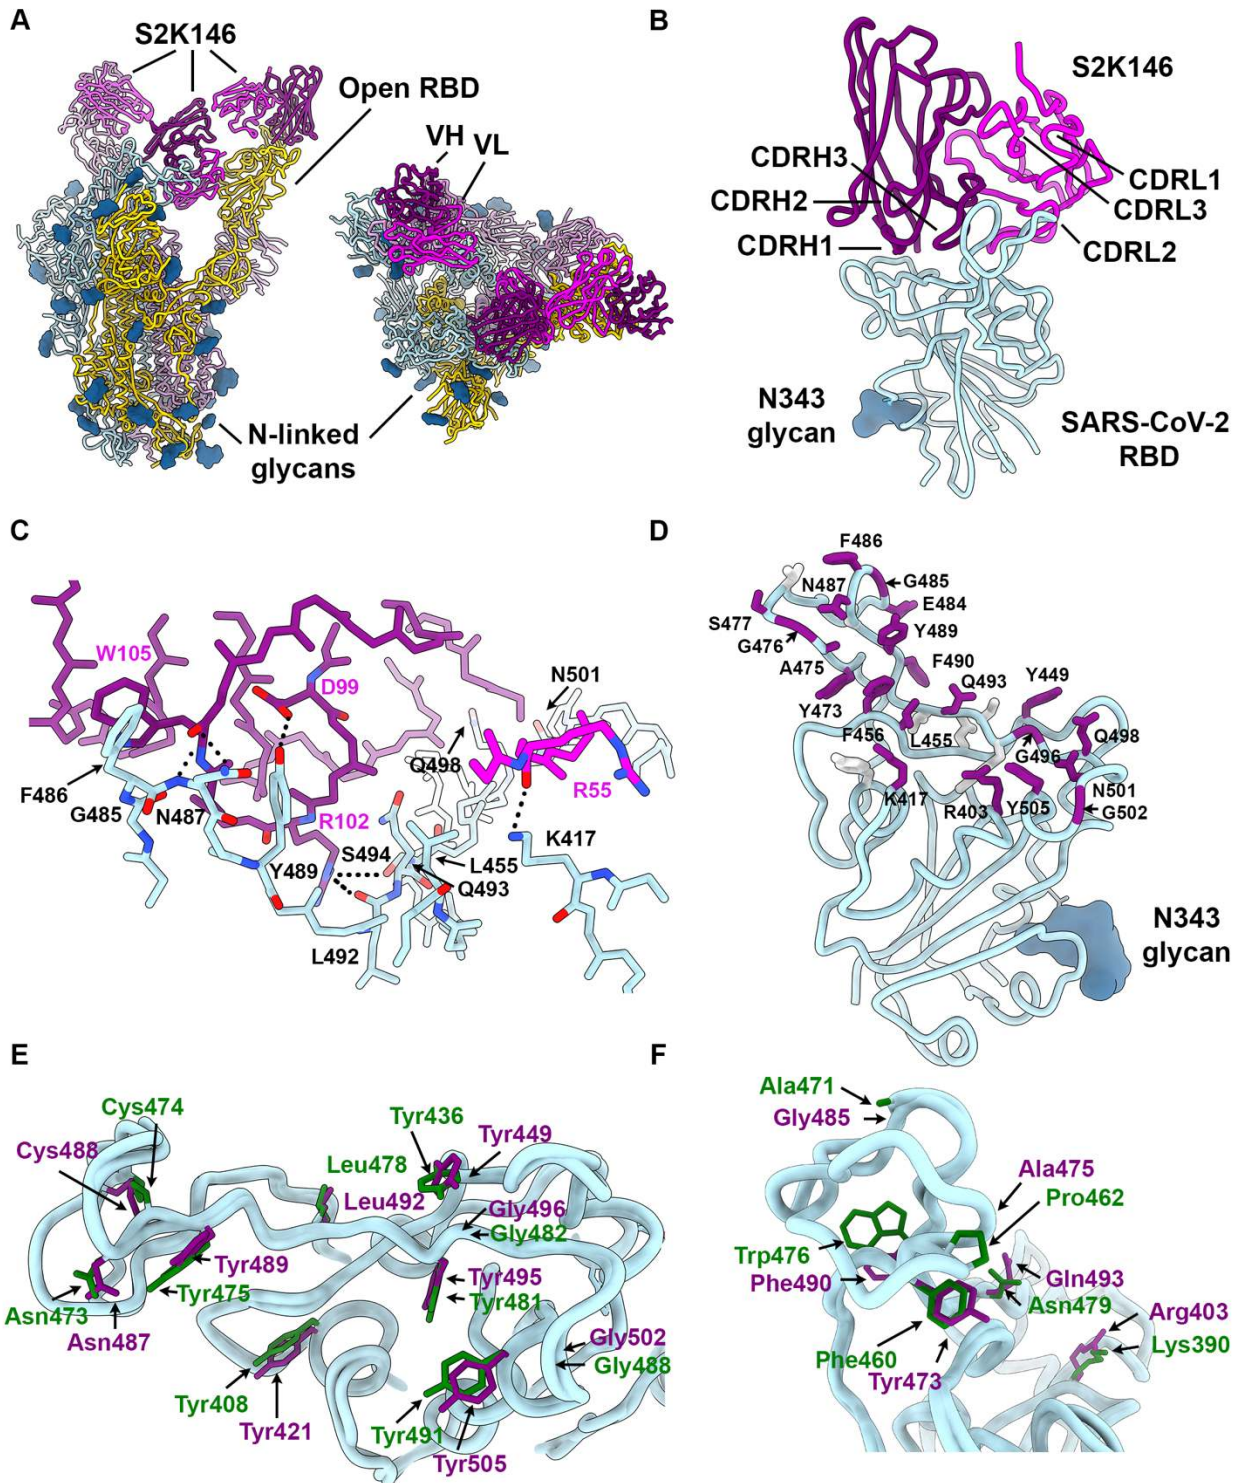 A
S2K146
Open RBD
VH
VL
N-linked
glycans
B
S2K146
CDRH3
CDRH2
CDRH1
CDRL1
CDRL3
CDRL2
N343
glycan
SARS-CoV-2
RBD
C
W105
D99
N501
F486
G485
N487
Q498
R55
R102
Y489
S494
K417
L455
Q493
L492
D
F486
N487
G485
E484
S477
Y489
G476
A475
F490
Q493
Y449
Y473
F456
L455
Q498
G496
K417
N501
R403
Y505
G502
N343
glycan
E
Cys474
Cys488
Tyr436
Tyr449
Leu478
Leu492
Gly496
Gly482
Tyr489
Tyr475
Tyr495
Tyr481
Asn473
Asn487
Gly502
Gly488
Tyr408
Tyr421
Tyr491
Tyr505
F
Ala471
Gly485
Ala475
Pro462
Trp476
Phe490
Gln493
Asn479
Arg403
Lys390
Phe460
Tyr473